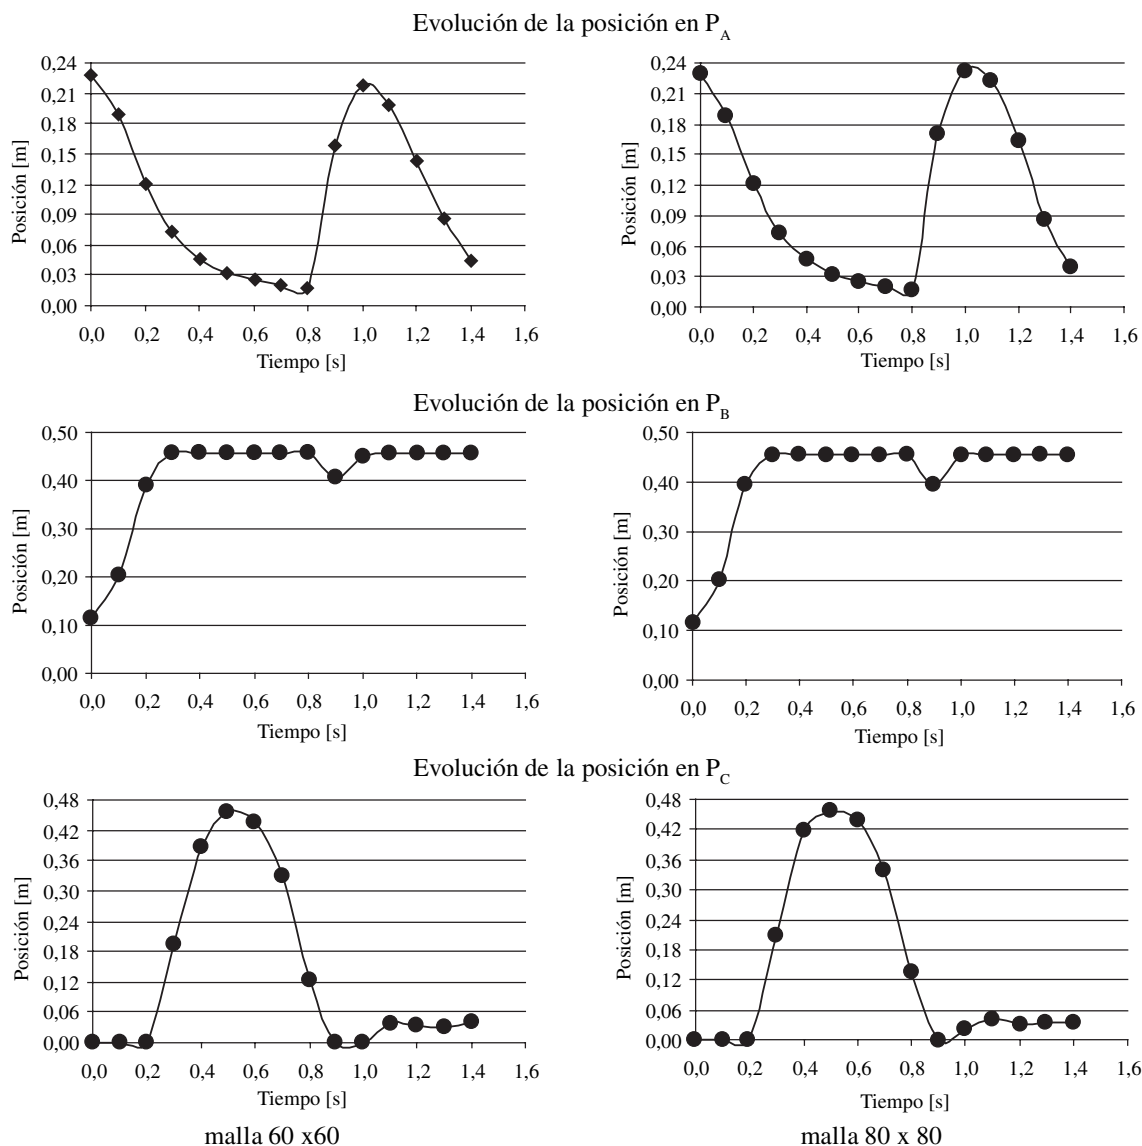 Evolución de la posición en P_A
0,24
0,21
0,18
0,15
0,12
0,09
0,06
0,03
0,00
Posición [m]
0,0 0,2 0,4 0,6 0,8 1,0 1,2 1,4 1,6
Tiempo [s]
0,24
0,21
0,18
0,15
0,12
0,09
0,06
0,03
0,00
Posición [m]
0,0 0,2 0,4 0,6 0,8 1,0 1,2 1,4 1,6
Tiempo [s]
Evolución de la posición en P_B
0,50
0,40
0,30
0,20
0,10
0,00
Posición [m]
0,0 0,2 0,4 0,6 0,8 1,0 1,2 1,4 1,6
Tiempo [s]
0,50
0,40
0,30
0,20
0,10
0,00
Posición [m]
0,0 0,2 0,4 0,6 0,8 1,0 1,2 1,4 1,6
Tiempo [s]
Evolución de la posición en P_C
0,48
0,42
0,36
0,30
0,24
0,18
0,12
0,06
0,00
Posición [m]
0,0 0,2 0,4 0,6 0,8 1,0 1,2 1,4 1,6
Tiempo [s]
malla 60 x60
0,48
0,42
0,36
0,30
0,24
0,18
0,12
0,06
0,00
Posición [m]
0,0 0,2 0,4 0,6 0,8 1,0 1,2 1,4 1,6
Tiempo [s]
malla 80 x 80